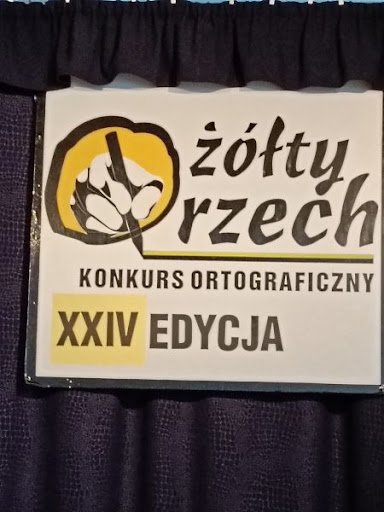 żółty
Orzech
KONKURS ORTOGRAFICZNY
XXIV EDYCJA